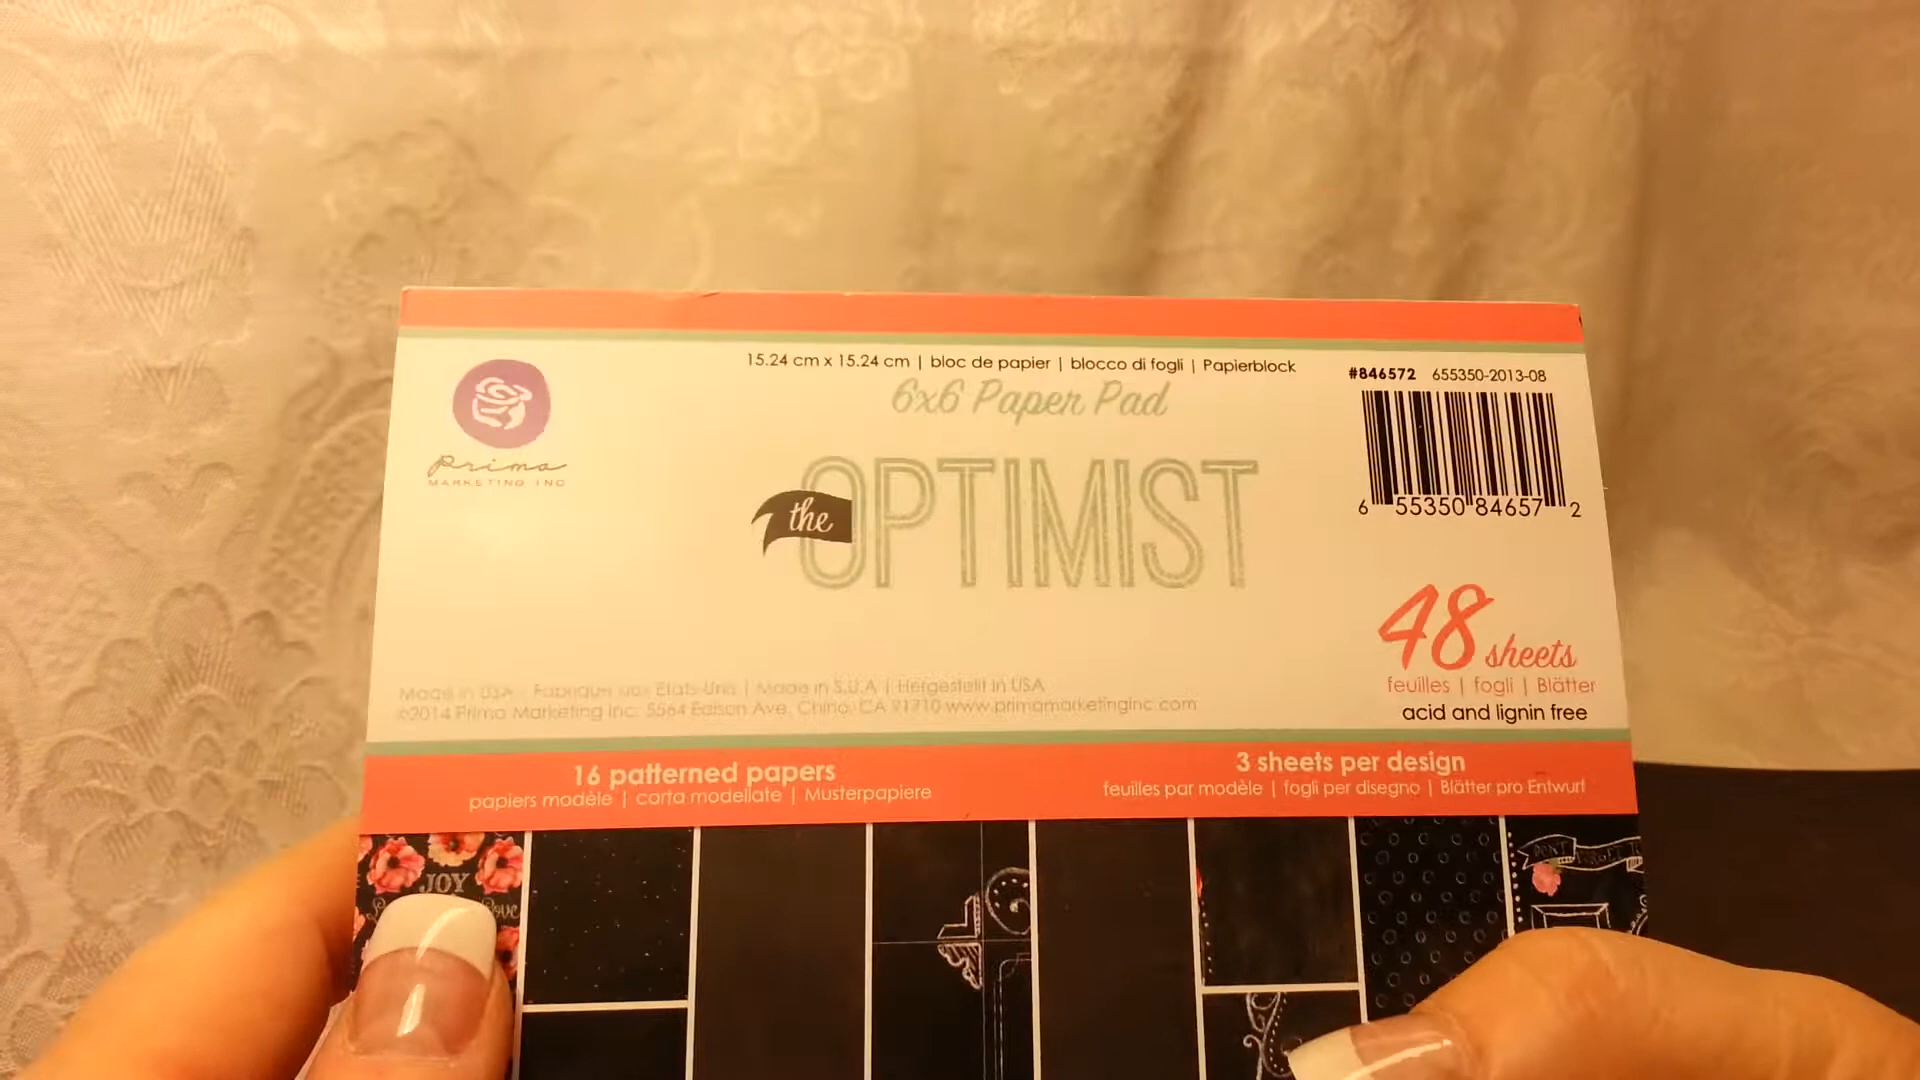 15.24 cm x 15.24 cm | bloc de papier | blocco di fogli | Papierblock
6x6 Paper Pad
#846572 655350-2013-08
6 55350 84657 2
Prima
MARKETING INC
the OPTIMIST
48 sheets
feuilles | fogli | Blätter
acid and lignin free
Made in USA | Fabriqué aux Etats-Unis | Made in S.U.A | Hergestellt in USA
©2014 Prima Marketing Inc. 5564 Edison Ave. Chino, CA 91710 www.primamarketinginc.com
16 patterned papers
papiers modèle | carta modellate | Musterpapiere
3 sheets per design
feuilles par modèle | fogli per disegno | Blätter pro Entwurf
JOY
DON'T FORGET